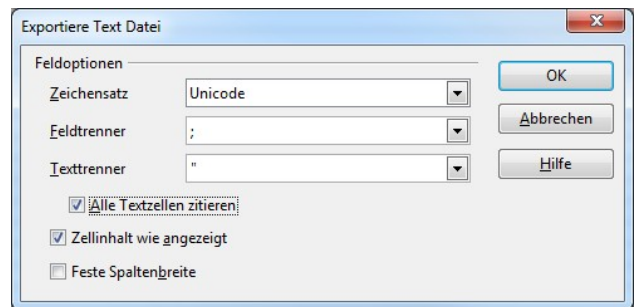 Exportiere Text Datei
Feldoptionen
Zeichensatz Unicode
Feldtrenner ;
Texttrenner "
Alle Textzellen zitieren
Zellinhalt wie angezeigt
Feste Spaltenbreite
OK
Abbrechen
Hilfe